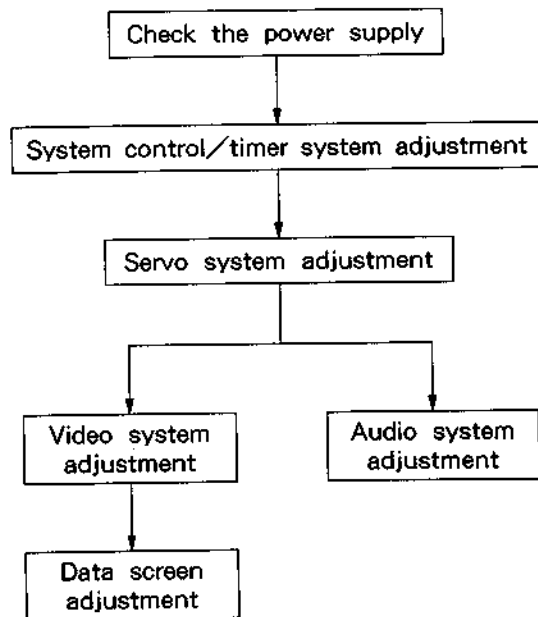 Check the power supply
System control/timer system adjustment
Servo system adjustment
Video system
adjustment
Audio system
adjustment
Data screen
adjustment